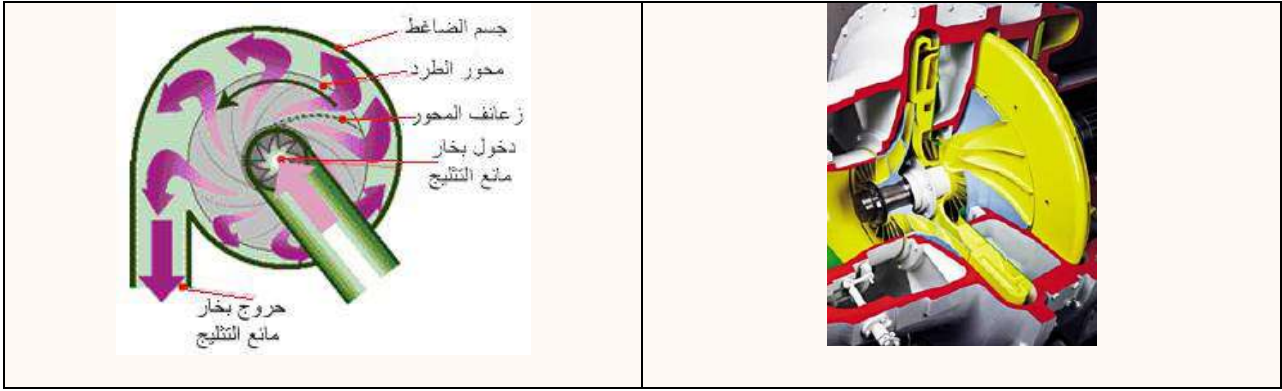 جسم الضاغط
محور الطرد
زعانف المحور
دخول بخار
مائع التثليج
حروج بخار
مائع التثليج